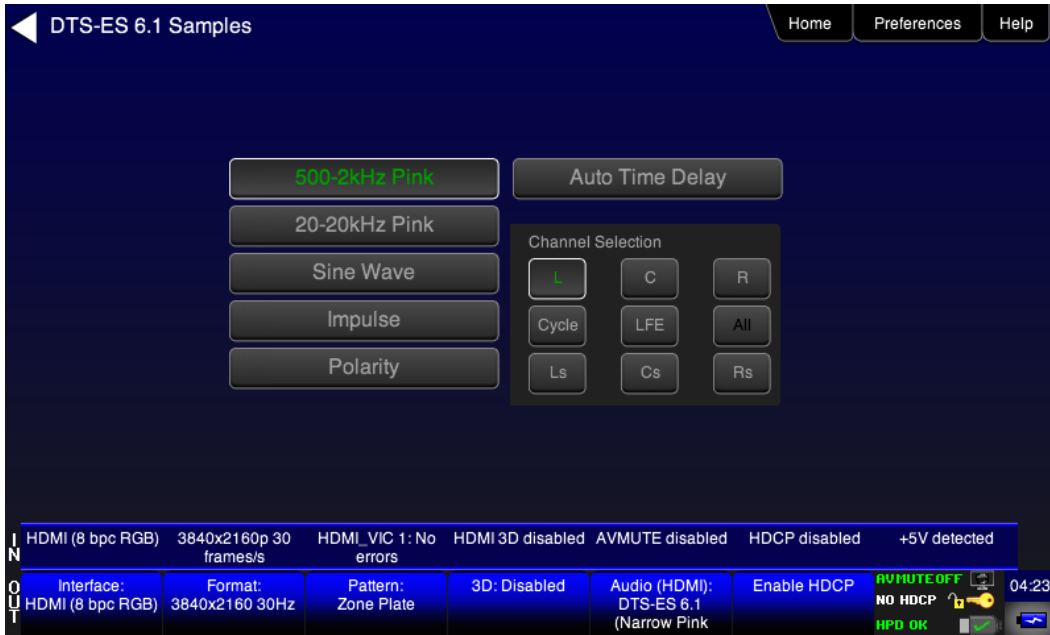 DTS-ES 6.1 Samples
Home
Preferences
Help
500-2kHz Pink
Auto Time Delay
20-20kHz Pink
Sine Wave
Impulse
Polarity
Channel Selection
L
C
R
Cycle
LFE
All
Ls
Cs
Rs
IN
HDMI (8 bpc RGB)
3840x2160p 30
frames/s
HDMI_VIC 1: No
errors
HDMI 3D disabled
AVMUTE disabled
HDCP disabled
+5V detected
OUT
Interface:
HDMI (8 bpc RGB)
Format:
3840x2160 30Hz
Pattern:
Zone Plate
3D: Disabled
Audio (HDMI):
DTS-ES 6.1
(Narrow Pink
Enable HDCP
AVMUTEOFF
NO HDCP
HPD OK
04:23